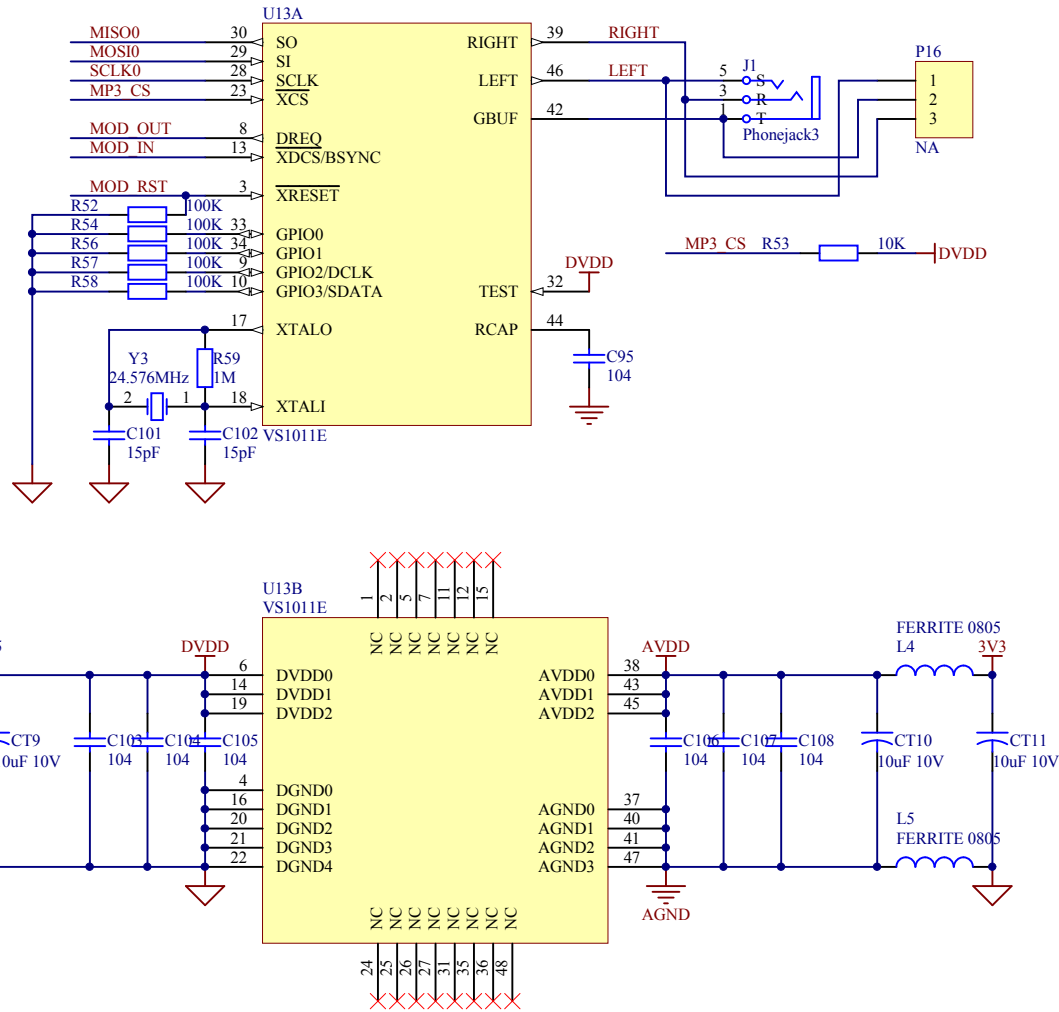 U13A
MISO0 30 SO RIGHT 39 RIGHT
MOSI0 29 SI
SCLK0 28 SCLK LEFT 46 LEFT
MP3_CS 23 XCS
GBUF 42
MOD_OUT 8 DREQ
MOD_IN 13 XDCS/BSYNC
MOD_RST 3 XRESET
R52 100K
R54 100K 33 GPIO0
R56 100K 34 GPIO1
R57 100K 9 GPIO2/DCLK
R58 100K 10 GPIO3/SDATA TEST 32 DVDD
17 XTALO RCAP 44
C95
104
Y3
24.576MHz
2 1
R59
1M
18 XTALI
C101
15pF
C102
15pF
VS1011E
J1
5 S
3 R
1 T
Phonejack3
P16
1
2
3
NA
MP3_CS R53 10K DVDD
U13B
VS1011E
1 2 5 7 11 12 15
NC NC NC NC NC NC NC
DVDD
6 DVDD0 AVDD0 38
14 DVDD1 AVDD1 43
19 DVDD2 AVDD2 45
4 DGND0
16 DGND1 AGND0 37
20 DGND2 AGND1 40
21 DGND3 AGND2 41
22 DGND4 AGND3 47
NC NC NC NC NC NC NC NC
24 25 26 27 31 35 36 48
CT9
0uF 10V
C103
104
C104
104
C105
104
AVDD
C106
104
C107
104
C108
104
CT10
10uF 10V
CT11
10uF 10V
FERRITE 0805
L4
3V3
L5
FERRITE 0805
AGND